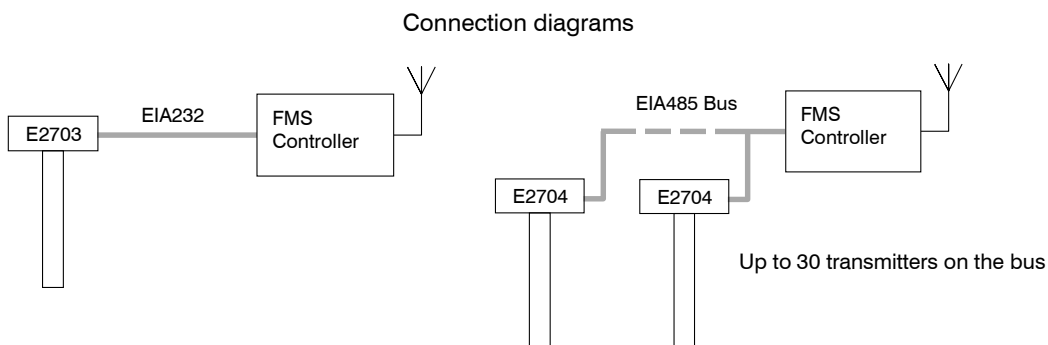 Connection diagrams
EIA232
E2703
FMS
Controller
EIA485 Bus
FMS
Controller
E2704
E2704
Up to 30 transmitters on the bus